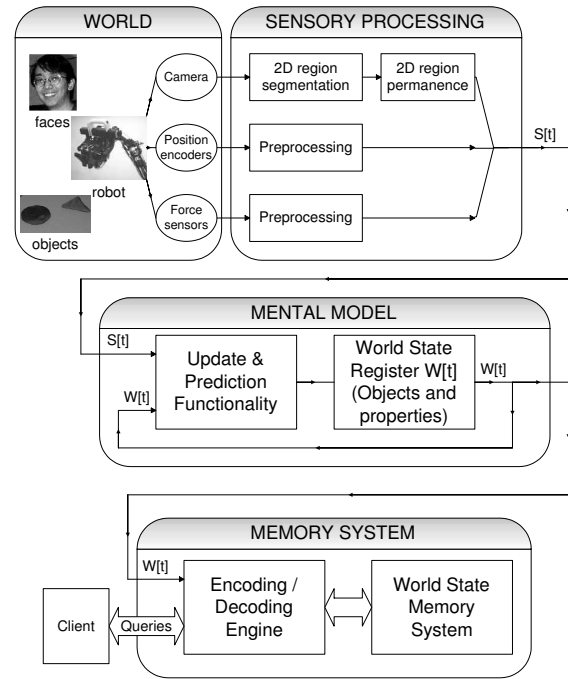 WORLD
SENSORY PROCESSING
faces
robot
objects
Camera
Position
encoders
Force
sensors
2D region
segmentation
2D region
permanence
Preprocessing
Preprocessing
S[t]
MENTAL MODEL
S[t]
W[t]
Update &
Prediction
Functionality
World State
Register W[t]
(Objects and
properties)
W[t]
MEMORY SYSTEM
W[t]
Client
Queries
Encoding /
Decoding
Engine
World State
Memory
System